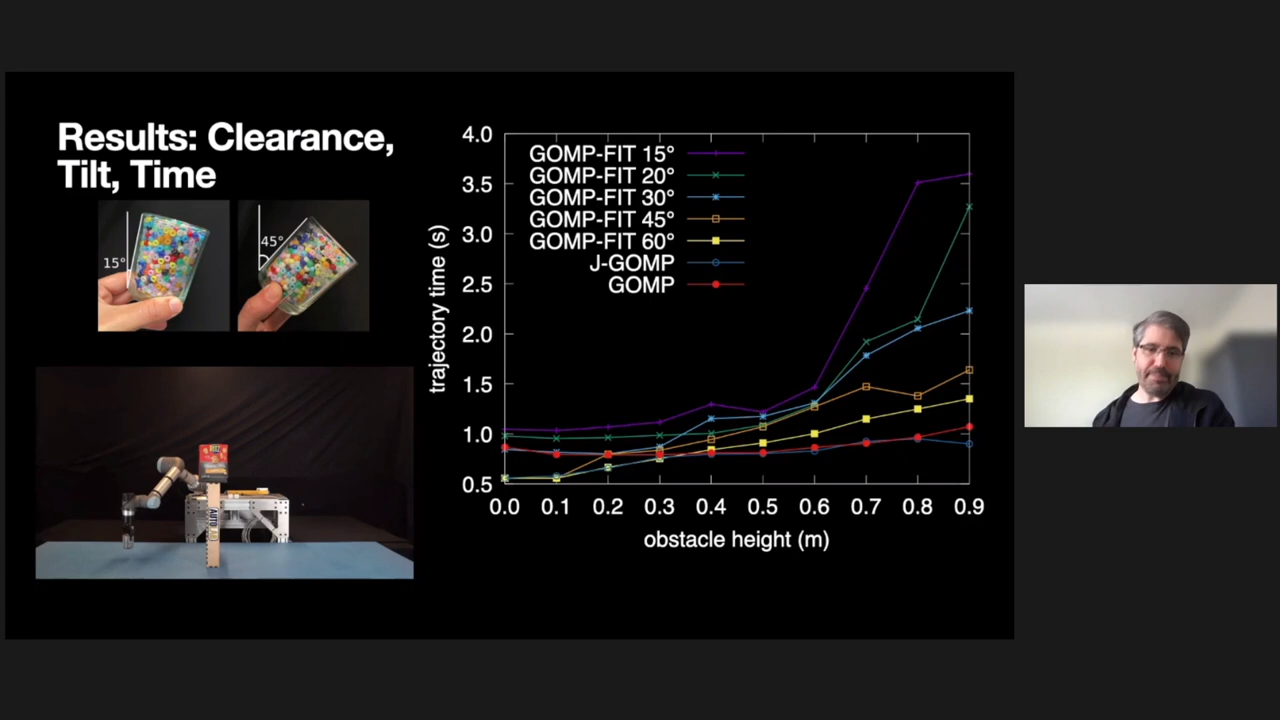 Results: Clearance,
Tilt, Time
15°
45°
AUTOLAB
4.0
3.5
3.0
2.5
2.0
1.5
1.0
0.5
trajectory time (s)
GOMP-FIT 15°
GOMP-FIT 20°
GOMP-FIT 30°
GOMP-FIT 45°
GOMP-FIT 60°
J-GOMP
GOMP
0.0 0.1 0.2 0.3 0.4 0.5 0.6 0.7 0.8 0.9
obstacle height (m)